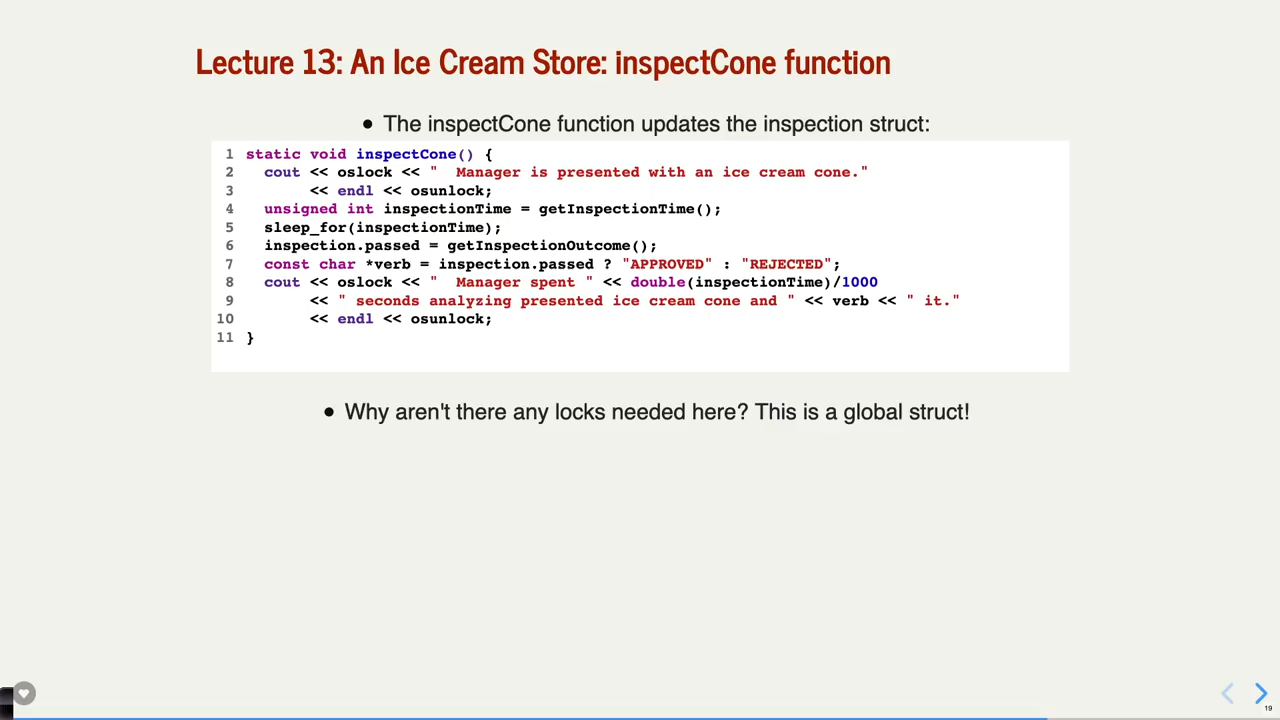 Lecture 13: An Ice Cream Store: inspectCone function
• The inspectCone function updates the inspection struct:
1 static void inspectCone() {
2   cout << oslock << "  Manager is presented with an ice cream cone."
3        << endl << osunlock;
4   unsigned int inspectionTime = getInspectionTime();
5   sleep_for(inspectionTime);
6   inspection.passed = getInspectionOutcome();
7   const char *verb = inspection.passed ? "APPROVED" : "REJECTED";
8   cout << oslock << "  Manager spent " << double(inspectionTime)/1000
9        << " seconds analyzing presented ice cream cone and " << verb << " it."
10        << endl << osunlock;
11 }
• Why aren't there any locks needed here? This is a global struct!
19